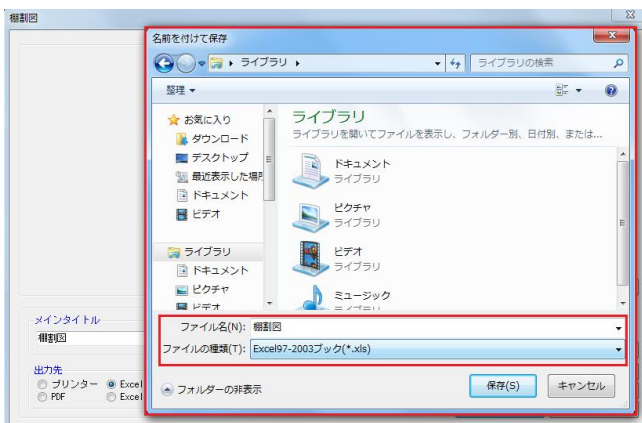 棚割図
名前を付けて保存
ライブラリ
ライブラリの検索
整理
お気に入り
ダウンロード
デスクトップ
最近表示した場所
ドキュメント
ビデオ
ライブラリ
ドキュメント
ピクチャ
ビデオ
ライブラリ
ライブラリを開いてファイルを表示し、フォルダー別、日付別、または...
ドキュメント
ライブラリ
ピクチャ
ライブラリ
ビデオ
ライブラリ
ミュージック
ライブラリ
ファイル名(N): 棚割図
ファイルの種類(T): Excel97-2003ブック(*.xls)
フォルダーの非表示
保存(S)
キャンセル
メインタイトル
棚割図
出力先
プリンター
Excel
PDF
Excel